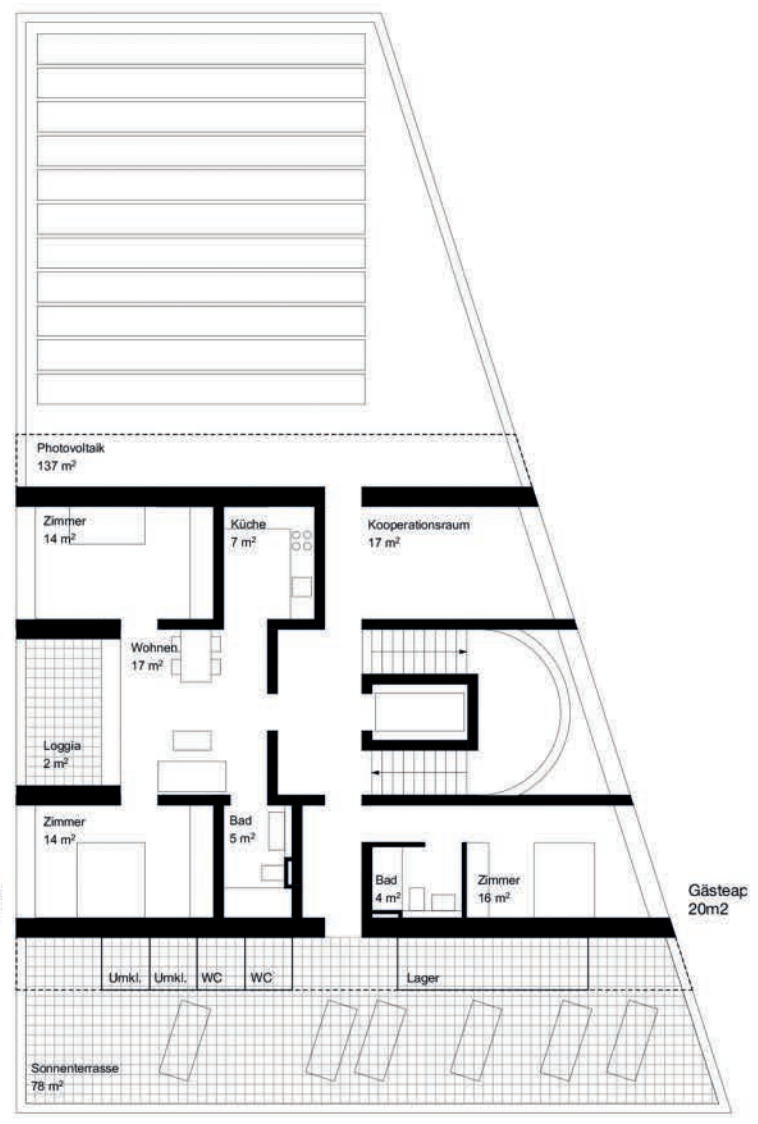 Photovoltaik
137 m²
Zimmer
14 m²
Küche
7 m²
Kooperationsraum
17 m²
Wohnen
17 m²
Loggia
2 m²
Zimmer
14 m²
Bad
5 m²
Bad
4 m²
Zimmer
16 m²
Gästeap
20m2
Umkl.
Umkl.
WC
WC
Lager
Sonnenterrasse
78 m²